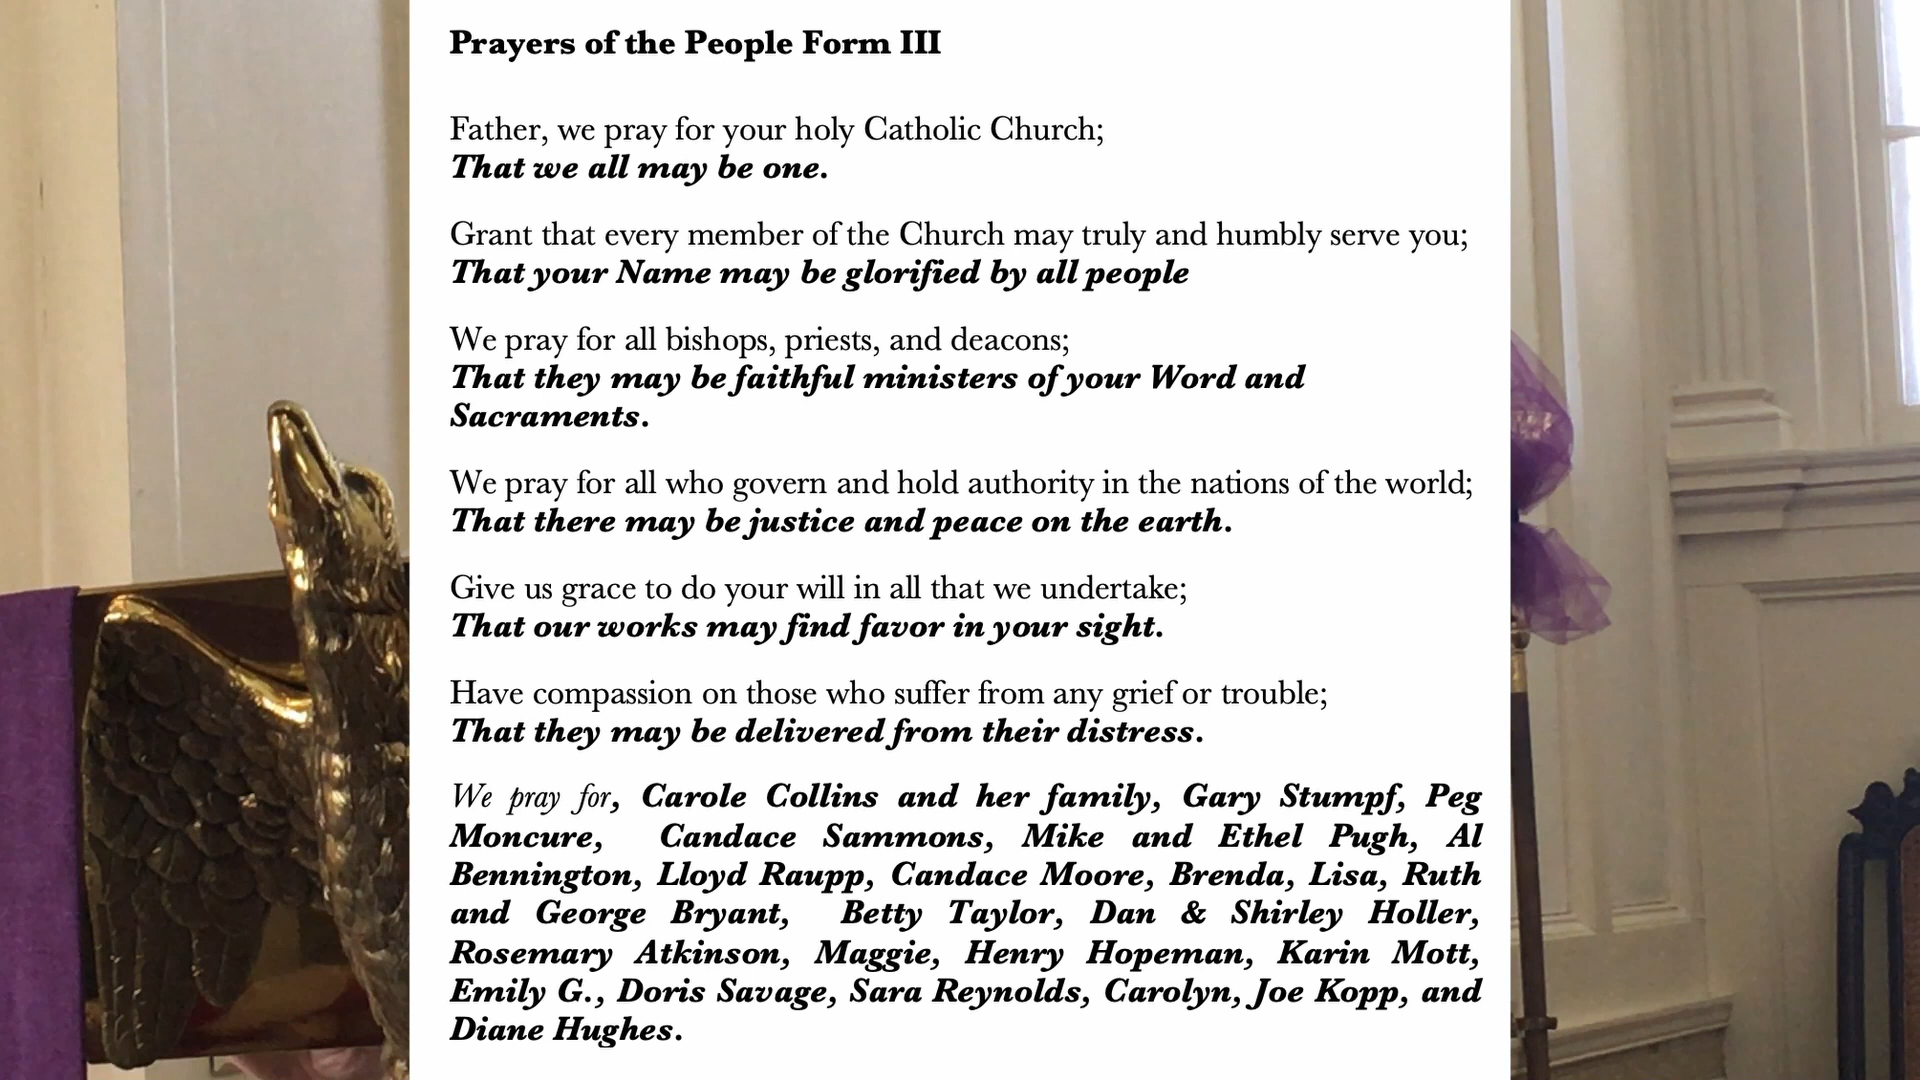 Prayers of the People Form III
Father, we pray for your holy Catholic Church;
That we all may be one.
Grant that every member of the Church may truly and humbly serve you;
That your Name may be glorified by all people
We pray for all bishops, priests, and deacons;
That they may be faithful ministers of your Word and
Sacraments.
We pray for all who govern and hold authority in the nations of the world;
That there may be justice and peace on the earth.
Give us grace to do your will in all that we undertake;
That our works may find favor in your sight.
Have compassion on those who suffer from any grief or trouble;
That they may be delivered from their distress.
We pray for, Carole Collins and her family, Gary Stumpf, Peg
Moncure, Candace Sammons, Mike and Ethel Pugh, Al
Bennington, Lloyd Raupp, Candace Moore, Brenda, Lisa, Ruth
and George Bryant, Betty Taylor, Dan & Shirley Holler,
Rosemary Atkinson, Maggie, Henry Hopeman, Karin Mott,
Emily G., Doris Savage, Sara Reynolds, Carolyn, Joe Kopp, and
Diane Hughes.